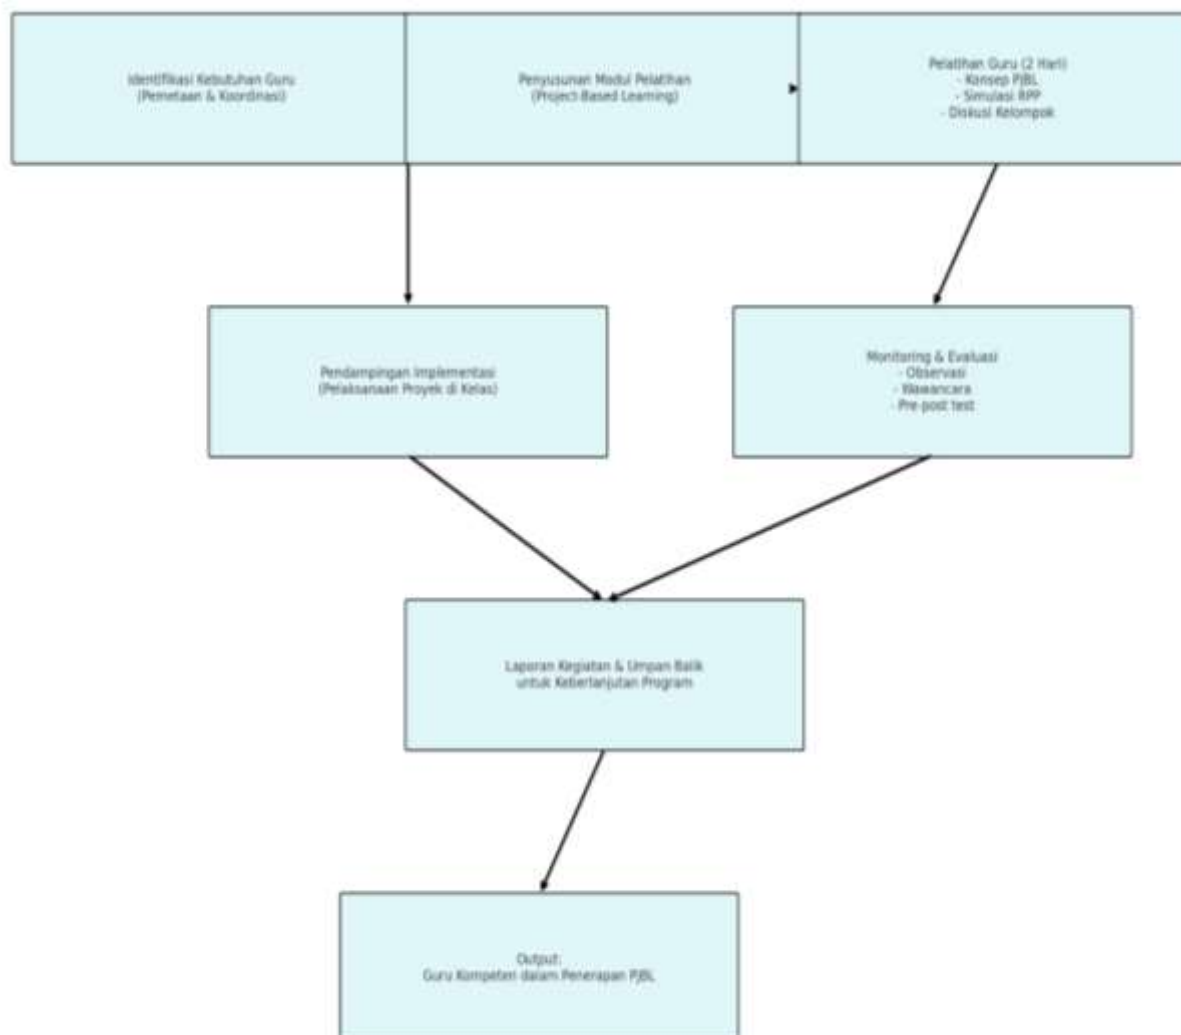 Identifikasi Kebutuhan Guru
(Pemetaan & Koordinasi)
Penyusunan Modul Pelatihan
(Project-Based Learning)
Pelatihan Guru (2 Hari)
- Konsep PJBL
- Simulasi RPP
- Diskusi Kelompok
Pendampingan Implementasi
(Pelaksanaan Proyek di Kelas)
Monitoring & Evaluasi
- Observasi
- Wawancara
- Pre-post test
Laporan Kegiatan & Umpan Balik
untuk Keberlanjutan Program
Output:
Guru Kompeten dalam Penerapan PJBL